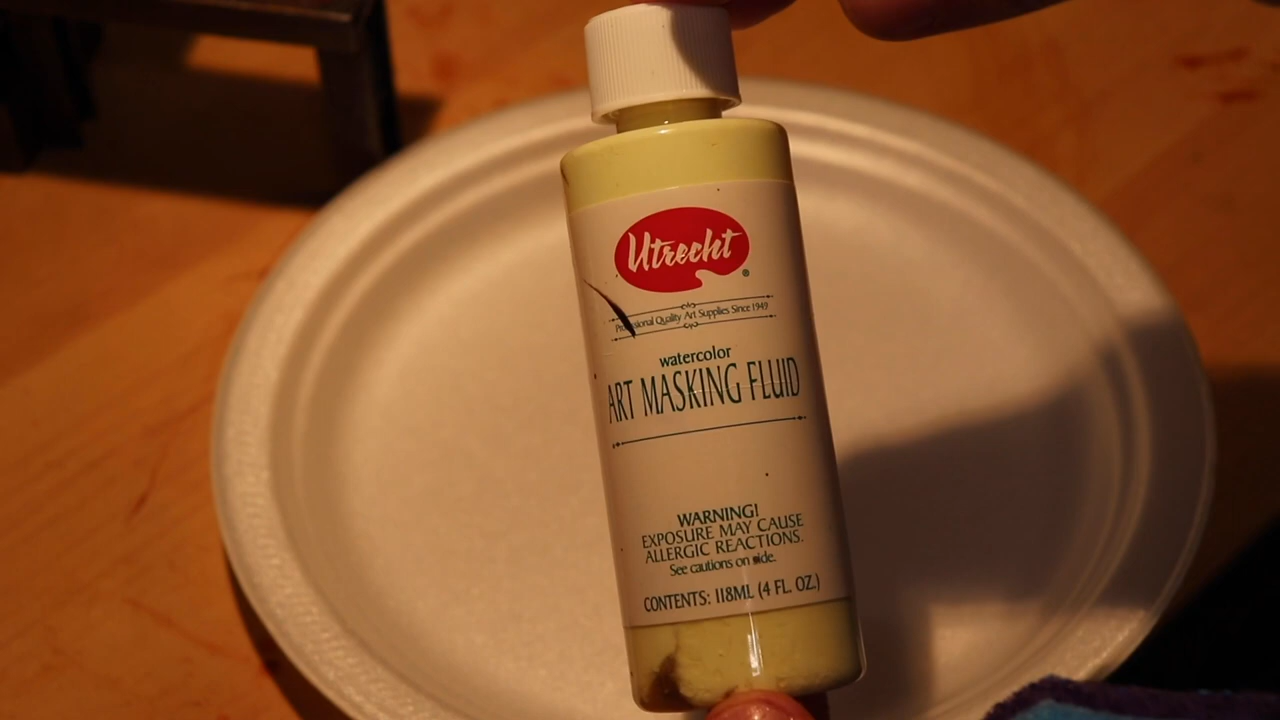 Utrecht
®
Professional Quality Art Supplies Since 1949
watercolor
ART MASKING FLUID
WARNING!
EXPOSURE MAY CAUSE
ALLERGIC REACTIONS.
See cautions on side.
CONTENTS: 118ML (4 FL. OZ.)